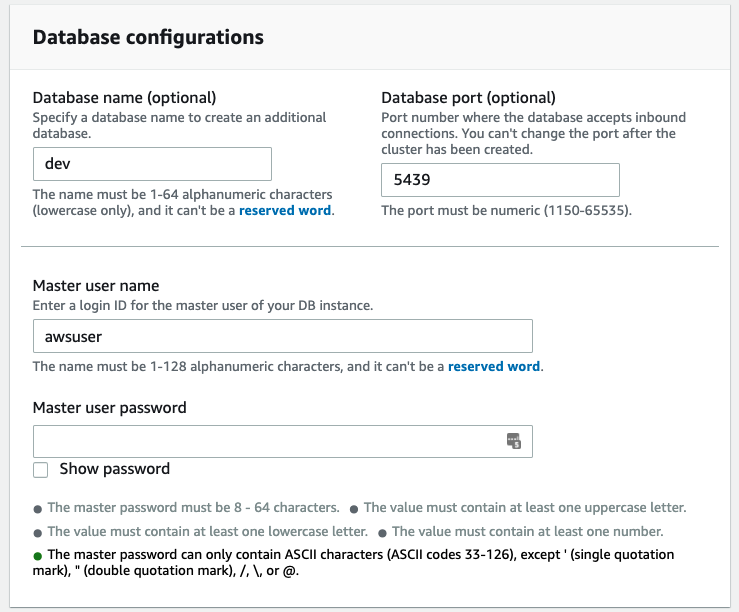 Database configurations
Database name (optional)
Specify a database name to create an additional
database.
dev
The name must be 1-64 alphanumeric characters
(lowercase only), and it can't be a reserved word.
Database port (optional)
Port number where the database accepts inbound
connections. You can't change the port after the
cluster has been created.
5439
The port must be numeric (1150-65535).
Master user name
Enter a login ID for the master user of your DB instance.
awsuser
The name must be 1-128 alphanumeric characters, and it can't be a reserved word.
Master user password
Show password
The master password must be 8 - 64 characters. The value must contain at least one uppercase letter.
The value must contain at least one lowercase letter. The value must contain at least one number.
The master password can only contain ASCII characters (ASCII codes 33-126), except ' (single quotation
mark), " (double quotation mark), /, \, or @.